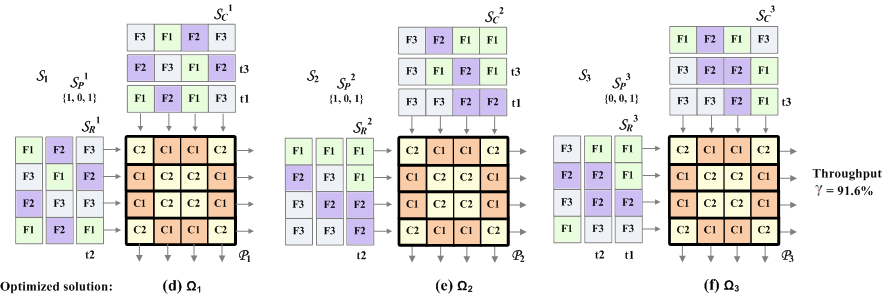 S_C^1
F3 F1 F2 F3
S_1 S_P^1 F2 F3 F1 F2 t3
{1, 0, 1} F1 F2 F1 F3 t1
S_R^1
F1 F2 F3 C2 C1 C1 C2
F3 F1 F2 C1 C2 C2 C1
F2 F3 F3 C1 C2 C2 C1
F3 F2 F1 C2 C1 C1 C2
t2 P_1
S_C^2
F3 F2 F1 F1
S_2 S_P^2 F3 F1 F2 F1 t3
{1, 0, 1} F3 F3 F2 F2 t1
S_R^2
F1 F1 F1 C2 C1 C1 C2
F2 F3 F1 C1 C2 C2 C1
F3 F2 F2 C1 C2 C2 C1
F3 F3 F2 C2 C1 C1 C2
t2 P_2
S_C^3
F1 F2 F1 F3
S_3 S_P^3 F3 F2 F2 F1
{0, 0, 1} F3 F3 F2 F1 t3
S_R^3
F3 F1 F1 C2 C1 C1 C2
F2 F2 F1 C1 C2 C2 C1
F3 F2 F2 C1 C2 C2 C1
F1 F3 F3 C2 C1 C1 C2
t2 t1 P_3
Throughput
γ = 91.6%
Optimized solution: (d) Ω₁ (e) Ω₂ (f) Ω₃